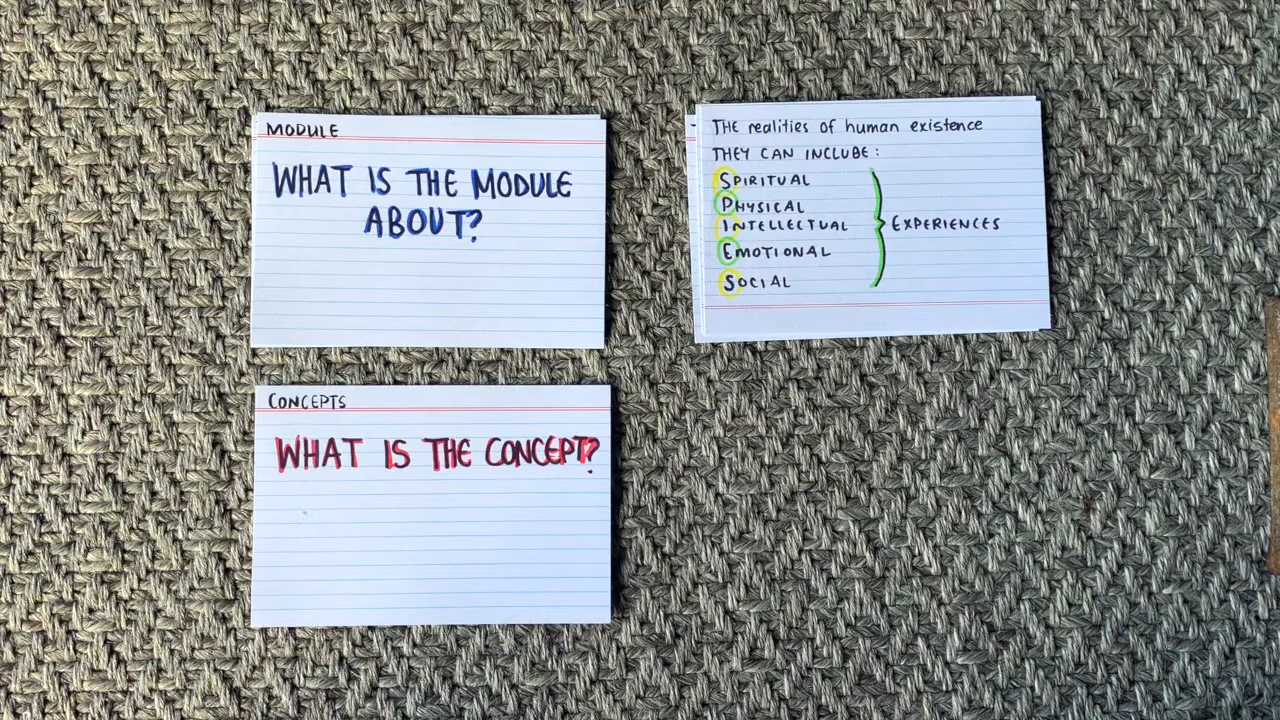 MODULE
WHAT IS THE MODULE
ABOUT?
THE realities of human existence
THEY CAN INCLUDE:
SPIRITUAL
PHYSICAL
INTELLECTUAL
EMOTIONAL
SOCIAL
EXPERIENCES
CONCEPTS
WHAT IS THE CONCEPT?